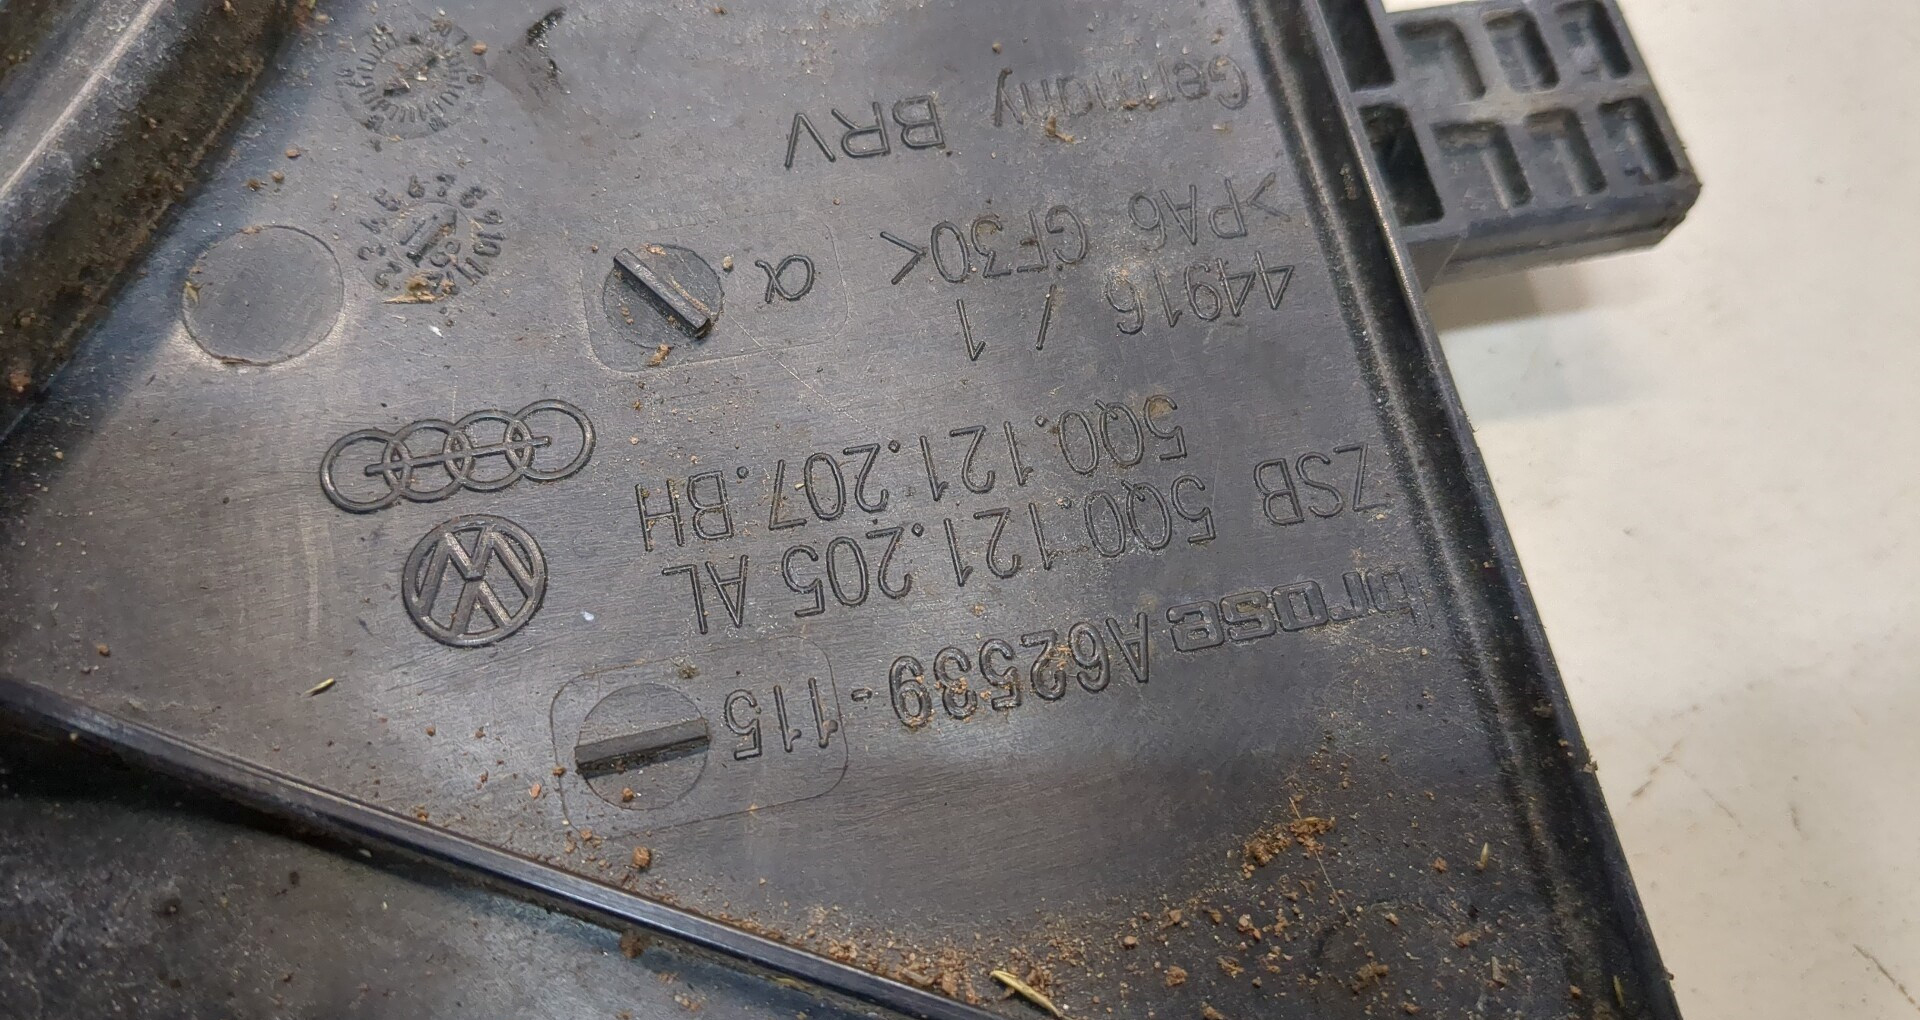 brose A62539-115
ZSB 5Q0.121.205 AL
5Q0.121.207.BH
44916 / 1
>PA6 GF30<
α
Germany BRV